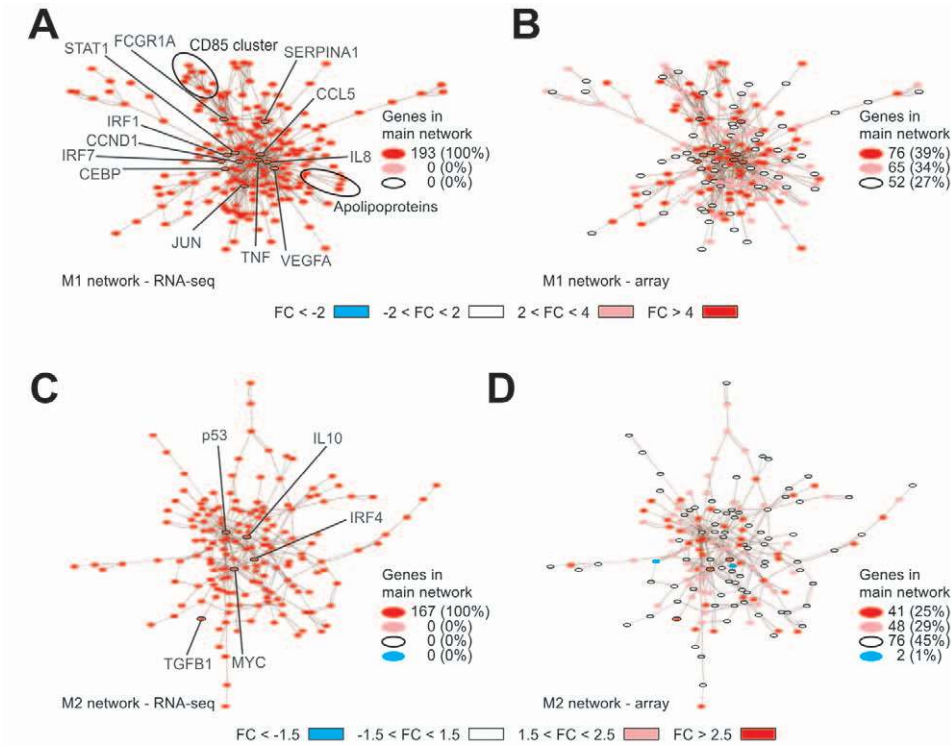 A
B
STAT1
FCGR1A
CD85 cluster
SERPINA1
CCL5
IRF1
CCND1
IRF7
CEBP
IL8
Apolipoproteins
JUN
TNF
VEGFA
Genes in
main network
193 (100%)
0 (0%)
0 (0%)
M1 network - RNA-seq
Genes in
main network
76 (39%)
65 (34%)
52 (27%)
M1 network - array
FC < -2
-2 < FC < 2
2 < FC < 4
FC > 4
C
D
p53
IL10
IRF4
TGFB1
MYC
Genes in
main network
167 (100%)
0 (0%)
0 (0%)
0 (0%)
M2 network - RNA-seq
Genes in
main network
41 (25%)
48 (29%)
76 (45%)
2 (1%)
M2 network - array
FC < -1.5
-1.5 < FC < 1.5
1.5 < FC < 2.5
FC > 2.5